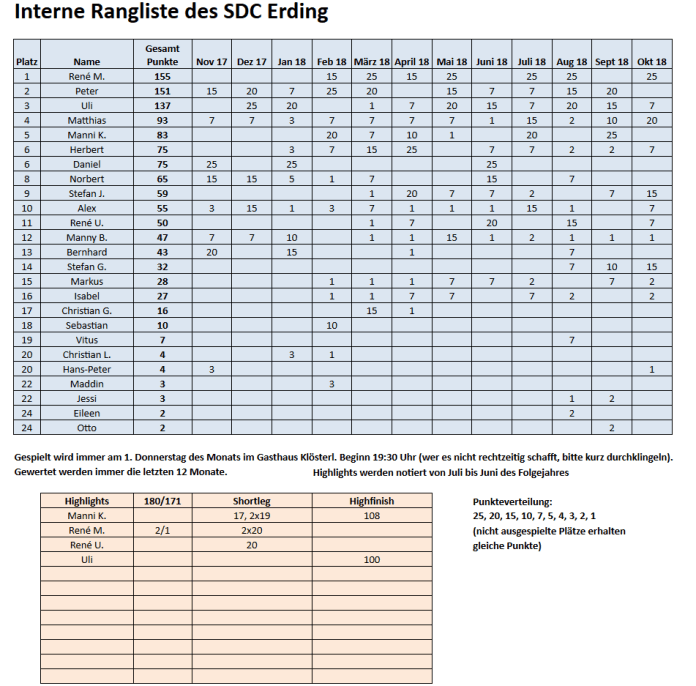 Interne Rangliste des SDC Erding
Gesamt
Platz Name Punkte Nov 17 Dez 17 Jan 18 Feb 18 März 18 April 18 Mai 18 Juni 18 Juli 18 Aug 18 Sept 18 Okt 18
1 René M. 155 15 25 15 25 25 25 25
2 Peter 151 15 20 7 25 20 15 7 7 15 20
3 Uli 137 25 20 1 7 20 15 7 20 15 7
4 Matthias 93 7 7 3 7 7 7 7 1 15 2 10 20
5 Manni K. 83 20 7 10 1 20 25
6 Herbert 75 3 7 15 25 7 7 2 2 7
6 Daniel 75 25 25 25
8 Norbert 65 15 15 5 1 7 15 7
9 Stefan J. 59 1 20 7 7 2 7 15
10 Alex 55 3 15 1 3 7 1 1 1 15 1 7
11 René U. 50 1 7 20 15 7
12 Manny B. 47 7 7 10 1 1 15 1 2 1 1 1
13 Bernhard 43 20 15 1 7
14 Stefan G. 32 7 10 15
15 Markus 28 1 1 1 7 7 2 7 2
16 Isabel 27 1 1 7 7 7 2 2
17 Christian G. 16 15 1
18 Sebastian 10 10
19 Vitus 7 7
20 Christian L. 4 3 1
20 Hans-Peter 4 3 1
22 Maddin 3 3
22 Jessi 3 1 2
24 Eileen 2 2
24 Otto 2 2
Gespielt wird immer am 1. Donnerstag des Monats im Gasthaus Klösterl. Beginn 19:30 Uhr (wer es nicht rechtzeitig schafft, bitte kurz durchklingeln).
Gewertet werden immer die letzten 12 Monate. Highlights werden notiert von Juli bis Juni des Folgejahres
Highlights 180/171 Shortleg Highfinish
Manni K. 17, 2x19 108
René M. 2/1 2x20
René U. 20
Uli 100
Punkteverteilung:
25, 20, 15, 10, 7, 5, 4, 3, 2, 1
(nicht ausgespielte Plätze erhalten
gleiche Punkte)